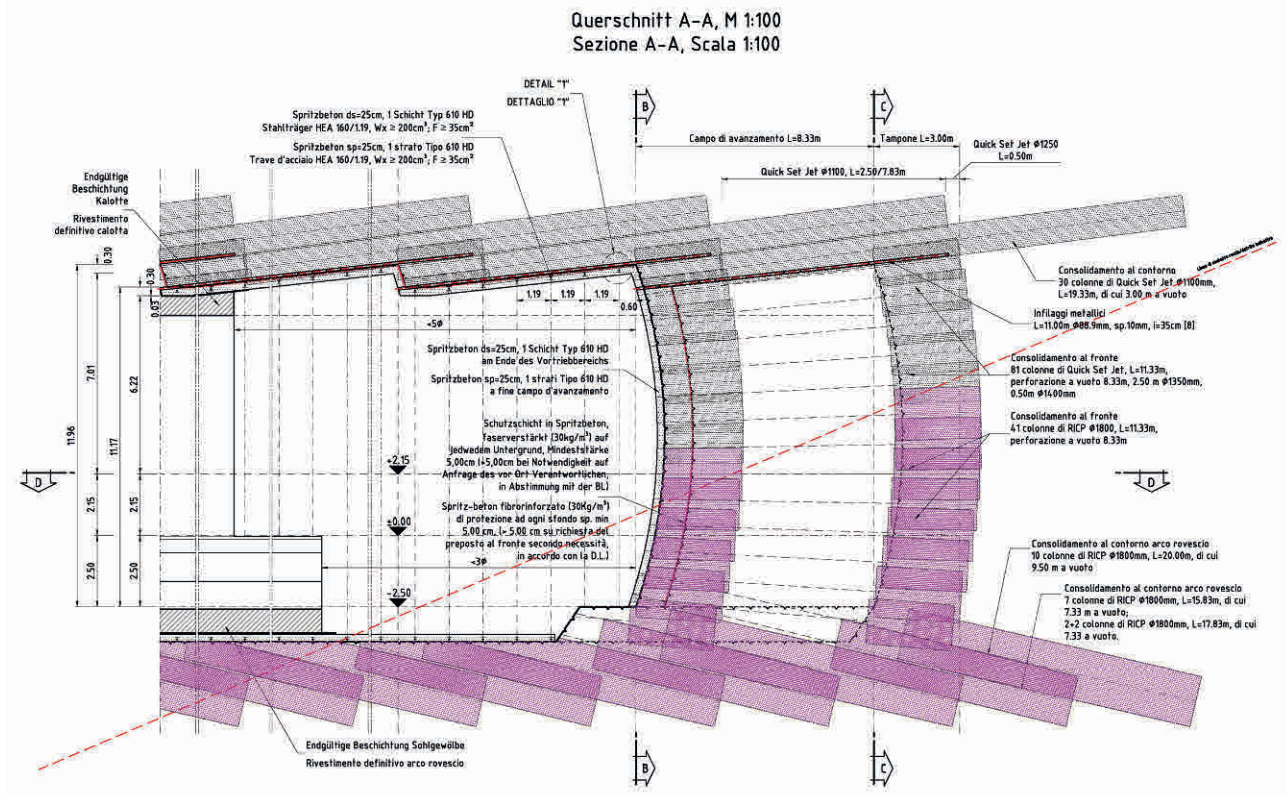 Querschnitt A-A, M 1:100
Sezione A-A, Scala 1:100
DETAIL "1"
DETTAGLIO "1"
Spritzbeton ds=25cm, 1 Schicht Typ 610 HD
Stahlträger HEA 160/1.19, Wx ≥ 200cm³; F ≥ 35cm²
Spritzbeton sp=25cm, 1 strato Tipo 610 HD
Trave d'acciaio HEA 160/1.19, Wx ≥ 200cm³; F ≥ 35cm²
B
C
Campo di avanzamento L=8.33m
Tampone L=3.00m
Quick Set Jet Ø1250
L=0.50m
Quick Set Jet Ø1100, L=2.50/7.83m
Endgültige
Beschichtung
Kalotte
Rivestimento
definitivo calotta
0.30
0.30
0.03
1.19
1.19
1.19
0.60
<5Ø
Consolidamento al contorno
30 colonne di Quick Set Jet Ø1100mm,
L=19.33m, di cui 3.00 m a vuoto
Infilaggi metallici
L=11.00m Ø88.9mm, sp.10mm, i=35cm [8]
Spritzbeton ds=25cm, 1 Schicht Typ 610 HD
am Ende des Vortriebbereichs
Spritzbeton sp=25cm, 1 strati Tipo 610 HD
a fine campo d'avanzamento
Consolidamento al fronte
81 colonne di Quick Set Jet, L=11.33m,
perforazione a vuoto 8.33m, 2.50 m Ø1350mm,
0.50m Ø1400mm
Consolidamento al fronte
41 colonne di RICP Ø1800, L=11.33m,
perforazione a vuoto 8.33m
7.01
6.22
11.96
11.17
Schutzschicht in Spritzbeton,
faserverstärkt (30kg/m³) auf
Jedwedem Untergrund, Mindeststärke
5,00cm (+5,00cm bei Notwendigkeit auf
Anfrage des vor Ort Verantwortlichen,
in Abstimmung mit der BL)
Spritz-beton fibrorinforzato (30Kg/m³)
di protezione ad ogni sfondo sp. min
5.00 cm, (> 5.00 cm su richiesta del
preposto al fronte secondo necessità,
in accordo con la D.L.)
D
+2.15
D
2.15
2.15
±0.00
2.50
2.50
<3Ø
-2.50
Consolidamento al contorno arco rovescio
10 colonne di RICP Ø1800mm, L=20.00m, di cui
9.50 m a vuoto
Consolidamento al contorno arco rovescio
7 colonne di RICP Ø1800mm, L=15.83m, di cui
7.33 m a vuoto;
2+2 colonne di RICP Ø1800mm, L=17.83m, di cui
7.33 a vuoto.
Endgültige Beschichtung Sohlgewölbe
Rivestimento definitivo arco rovescio
B
C